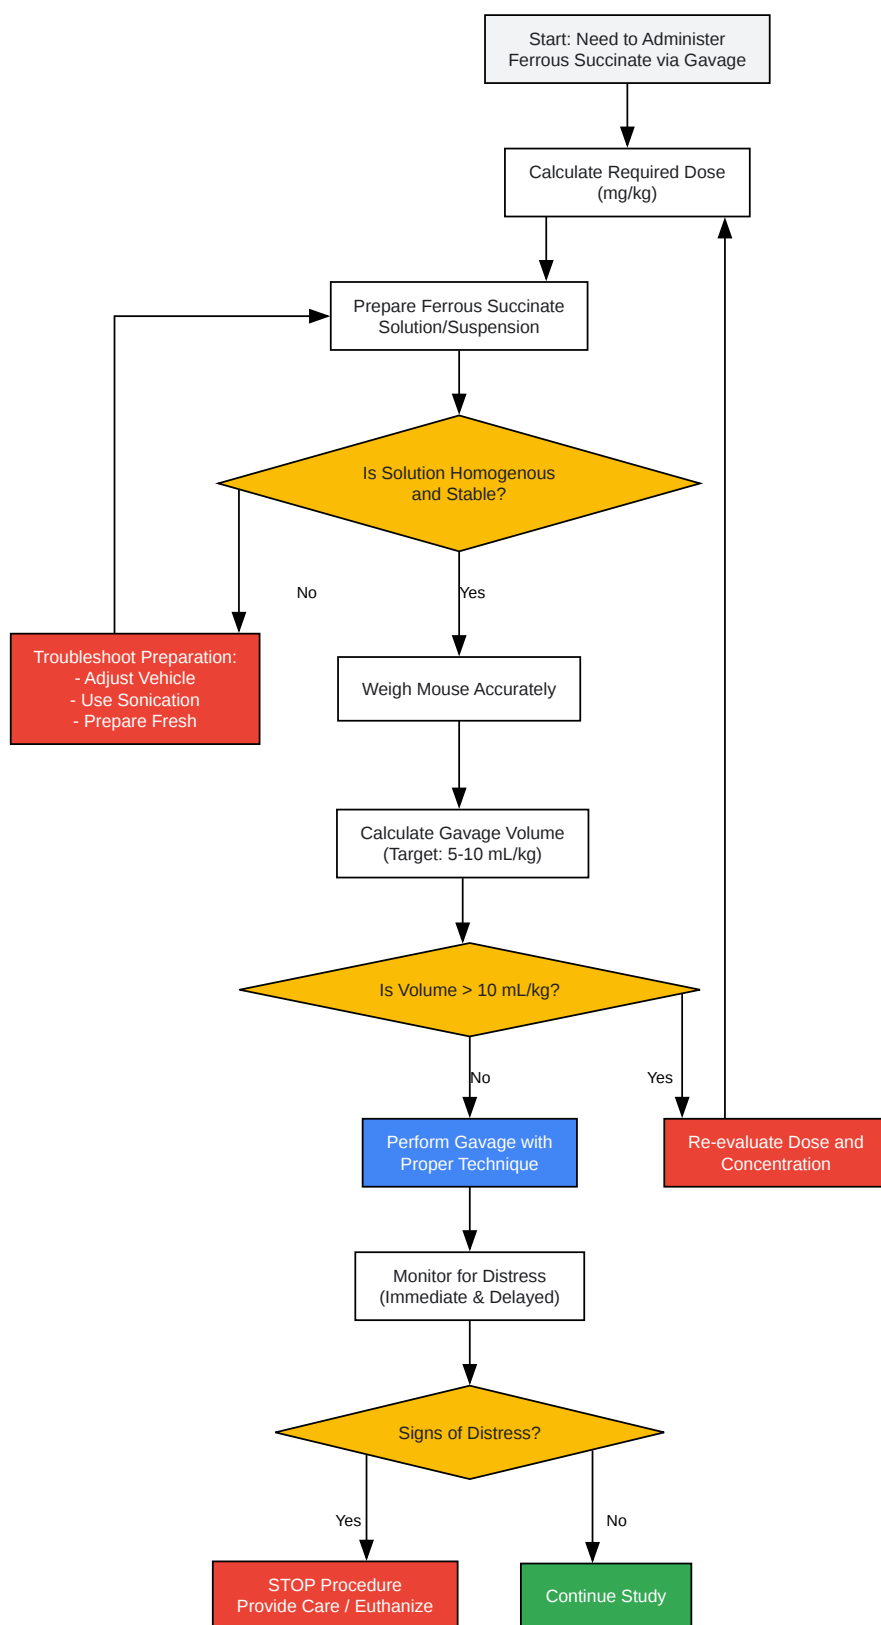 Start: Need to Administer
Ferrous Succinate via Gavage
Calculate Required Dose
(mg/kg)
Prepare Ferrous Succinate
Solution/Suspension
Is Solution Homogenous
and Stable?
No
Yes
Troubleshoot Preparation:
- Adjust Vehicle
- Use Sonication
- Prepare Fresh
Weigh Mouse Accurately
Calculate Gavage Volume
(Target: 5-10 mL/kg)
Is Volume > 10 mL/kg?
No
Yes
Perform Gavage with
Proper Technique
Re-evaluate Dose and
Concentration
Monitor for Distress
(Immediate & Delayed)
Signs of Distress?
Yes
No
STOP Procedure
Provide Care / Euthanize
Continue Study